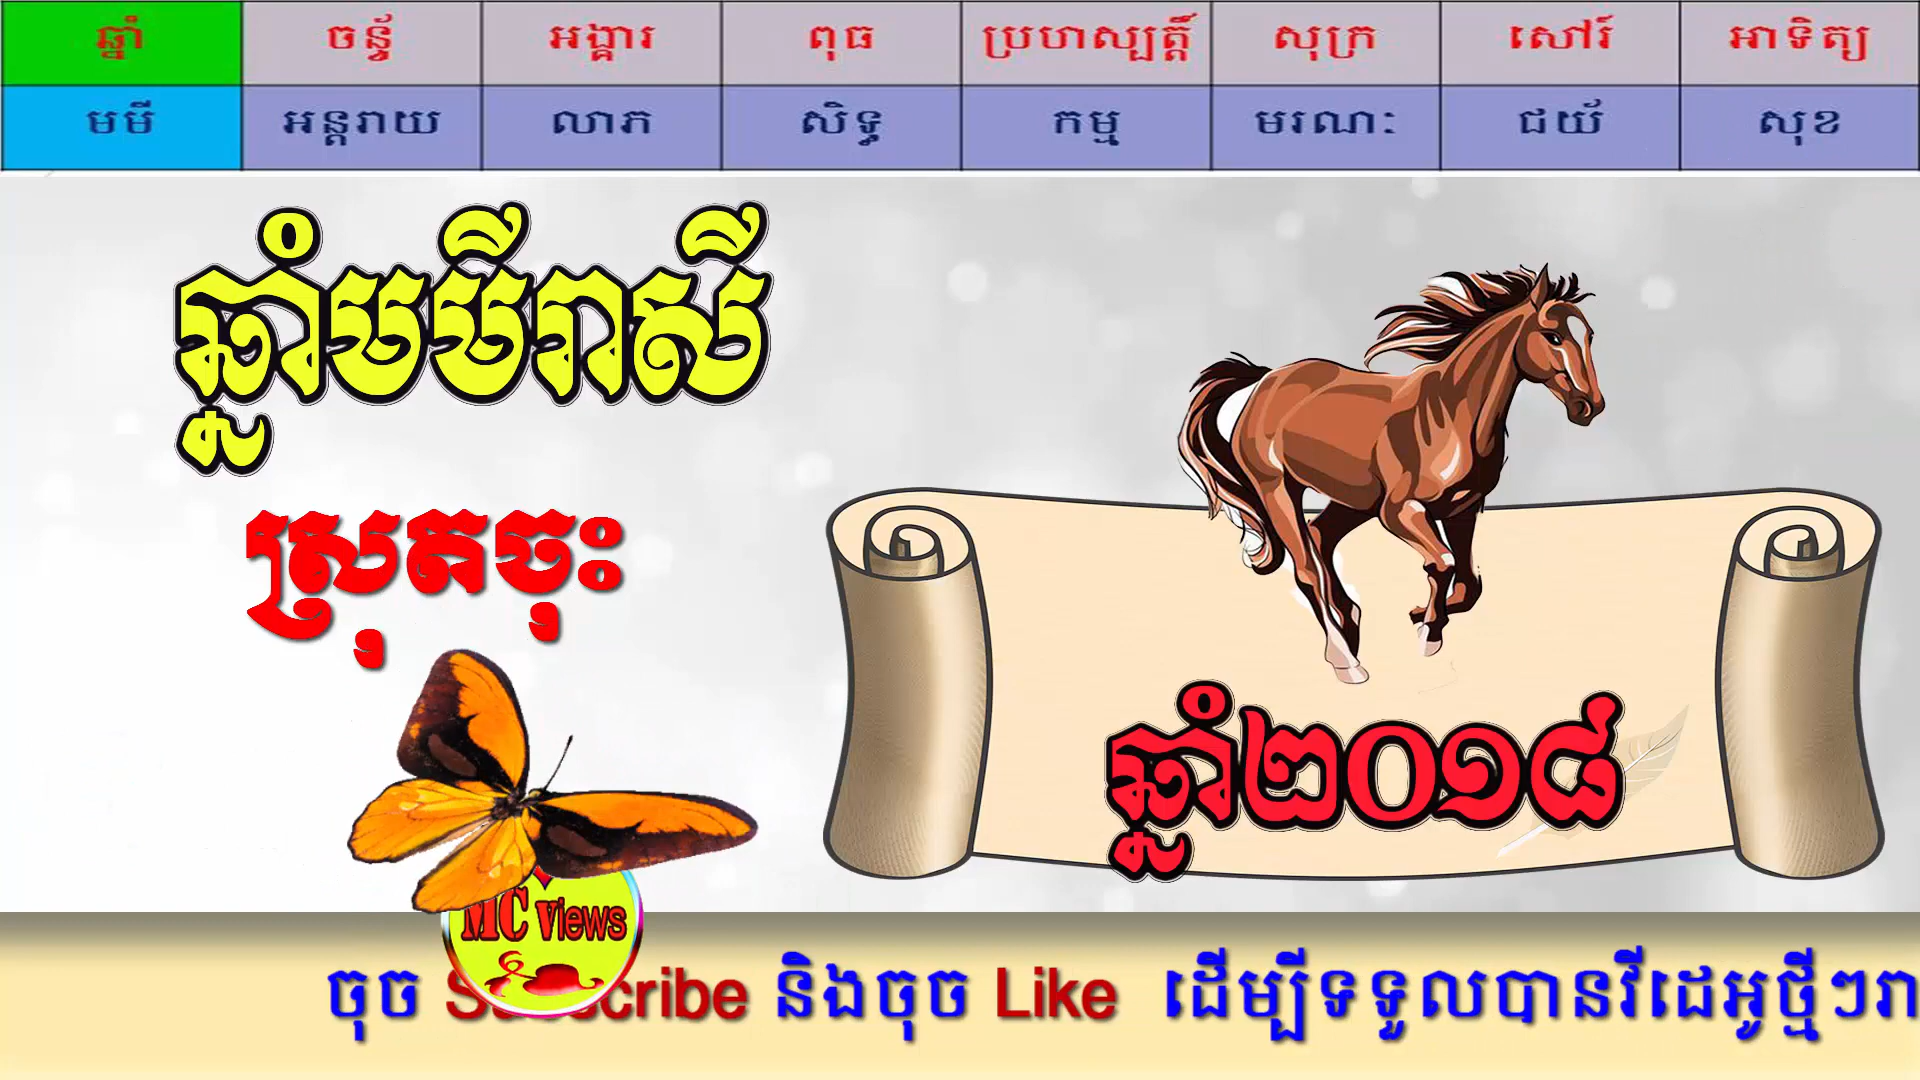 ឆ្នាំ ចន្ទ័ អង្គារ ពុធ ប្រហស្បត្តិ៍ សុក្រ សៅរ៍ អាទិត្យ
មមី អន្តរាយ លាភ សិទ្ធ កម្ម មរណៈ ជយ័ សុខ
ឆ្នាំមមីរាសី
ស្រុតចុះ
ឆ្នាំ២០១៨
MC Views
ចុច Subscribe និងចុច Like ដើម្បីទទួលបានវីដេអូថ្មីៗរា